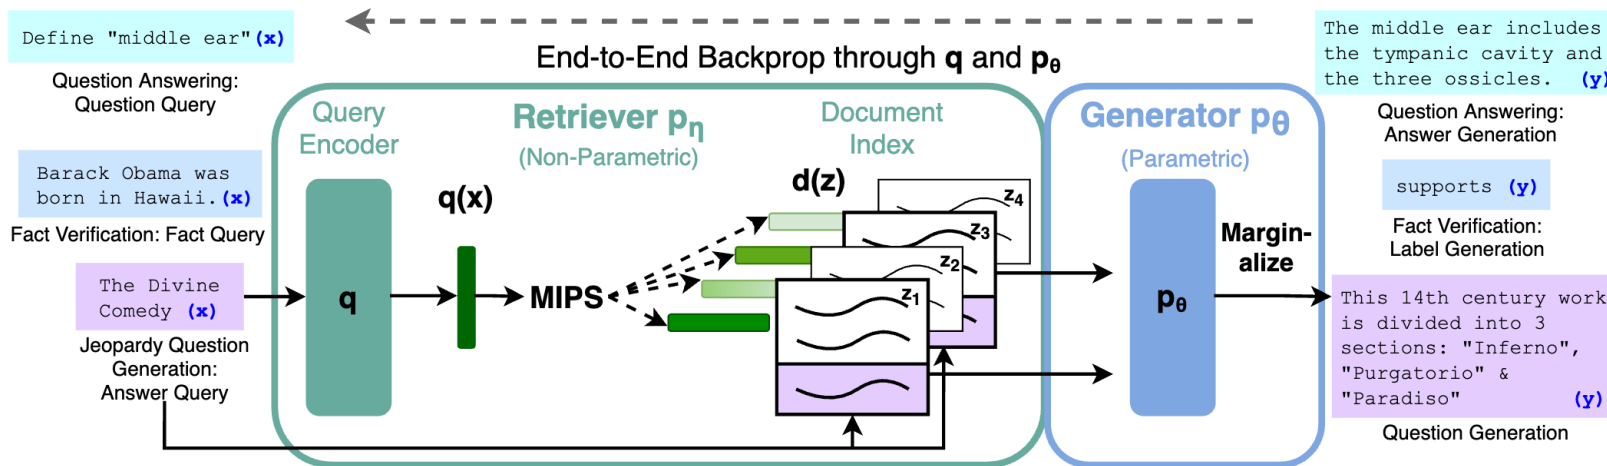 Define "middle ear" (x)
Question Answering:
Question Query
Barack Obama was
born in Hawaii. (x)
Fact Verification: Fact Query
The Divine
Comedy (x)
Jeopardy Question
Generation:
Answer Query
End-to-End Backprop through q and pθ
Query
Encoder
Retriever pη
(Non-Parametric)
Document
Index
q
q(x)
MIPS
d(z)
z4
z3
z2
z1
Generator pθ
(Parametric)
pθ
Margin-
alize
The middle ear includes
the tympanic cavity and
the three ossicles. (y)
Question Answering:
Answer Generation
supports (y)
Fact Verification:
Label Generation
This 14th century work
is divided into 3
sections: "Inferno",
"Purgatorio" &
"Paradiso" (y)
Question Generation